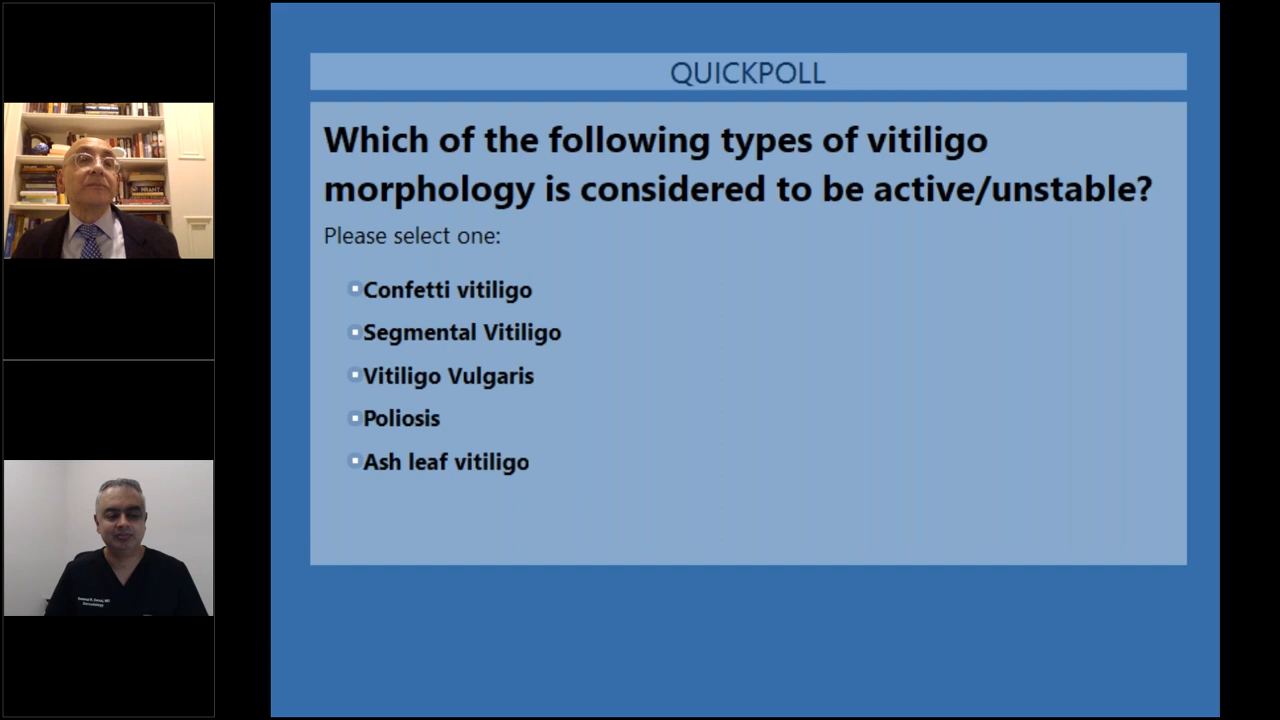 QUICKPOLL
Which of the following types of vitiligo
morphology is considered to be active/unstable?
Please select one:
Confetti vitiligo
Segmental Vitiligo
Vitiligo Vulgaris
Poliosis
Ash leaf vitiligo